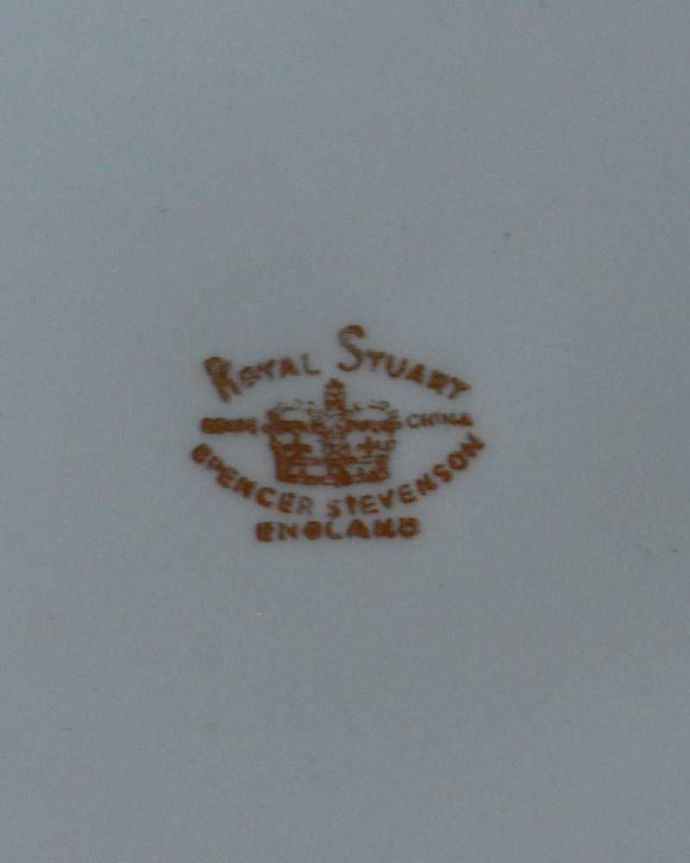 ROYAL STUART
BONE CHINA
SPENCER STEVENSON
ENGLAND